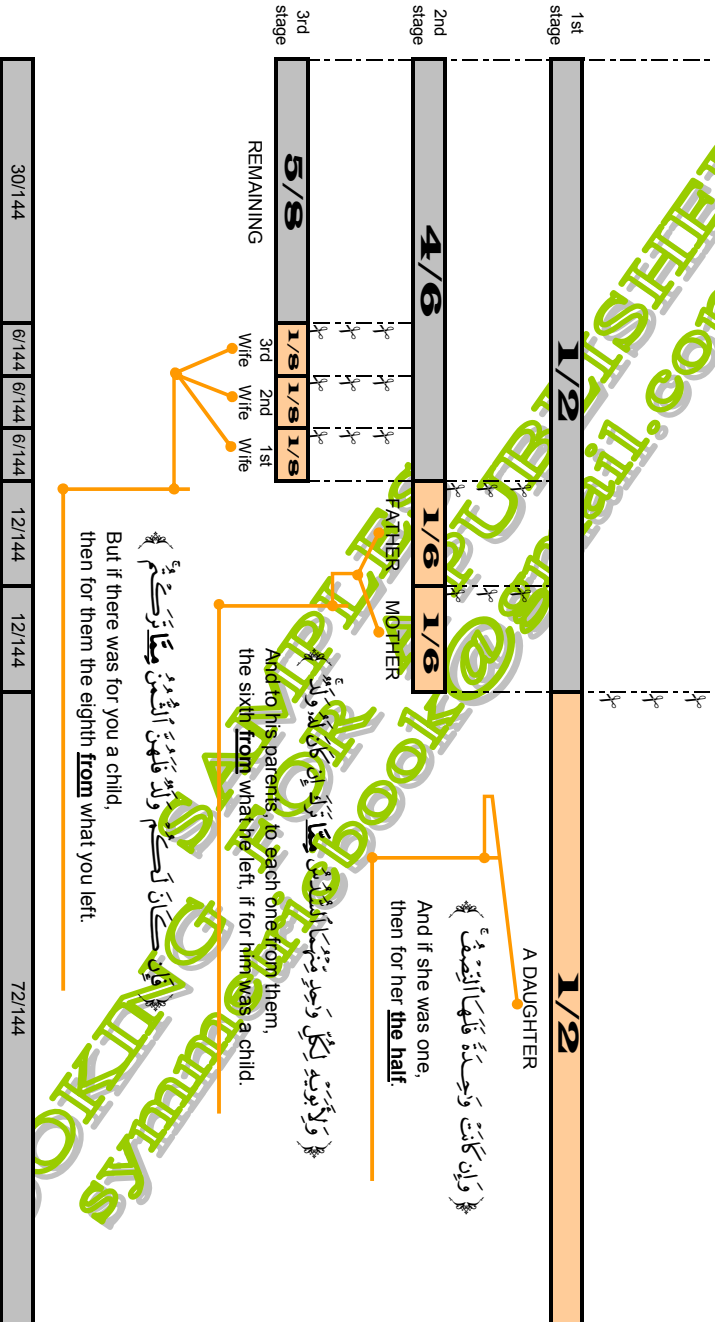 1st
stage
1/2
1/2
A DAUGHTER
﴿ وَإِن كَانَتْ وَٰحِدَةً فَلَهَا ٱلنِّصْفُ ۚ ﴾
And if she was one,
then for her the half.
2nd
stage
4/6
1/6
1/6
FATHER
MOTHER
﴿ وَلِأَبَوَيْهِ لِكُلِّ وَٰحِدٍ مِّنْهُمَا ٱلسُّدُسُ مِمَّا تَرَكَ إِن كَانَ لَهُۥ وَلَدٌ ۚ ﴾
And to his parents, to each one from them,
the sixth from what he left, if for him was a child.
3rd
stage
5/8
1/8
1/8
1/8
REMAINING
3rd
Wife
2nd
Wife
1st
Wife
﴿ فَإِن كَانَ لَكُمْ وَلَدٌ فَلَهُنَّ ٱلثُّمُنُ مِمَّا تَرَكْتُم ۚ ﴾
But if there was for you a child,
then for them the eighth from what you left.
30/144
6/144
6/144
6/144
12/144
12/144
72/144
SAMPLES
FOR